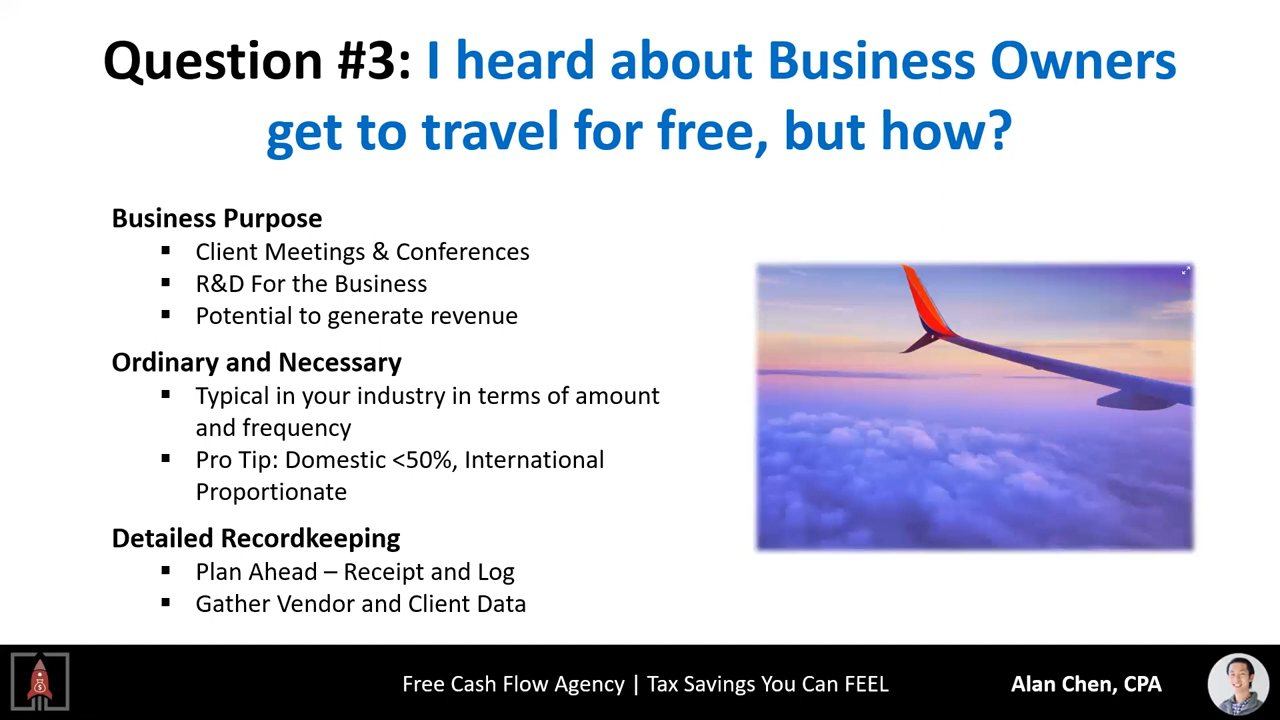 Question #3: I heard about Business Owners
get to travel for free, but how?
Business Purpose
▪ Client Meetings & Conferences
▪ R&D For the Business
▪ Potential to generate revenue
Ordinary and Necessary
▪ Typical in your industry in terms of amount
and frequency
▪ Pro Tip: Domestic <50%, International
Proportionate
Detailed Recordkeeping
▪ Plan Ahead – Receipt and Log
▪ Gather Vendor and Client Data
Free Cash Flow Agency | Tax Savings You Can FEEL
Alan Chen, CPA